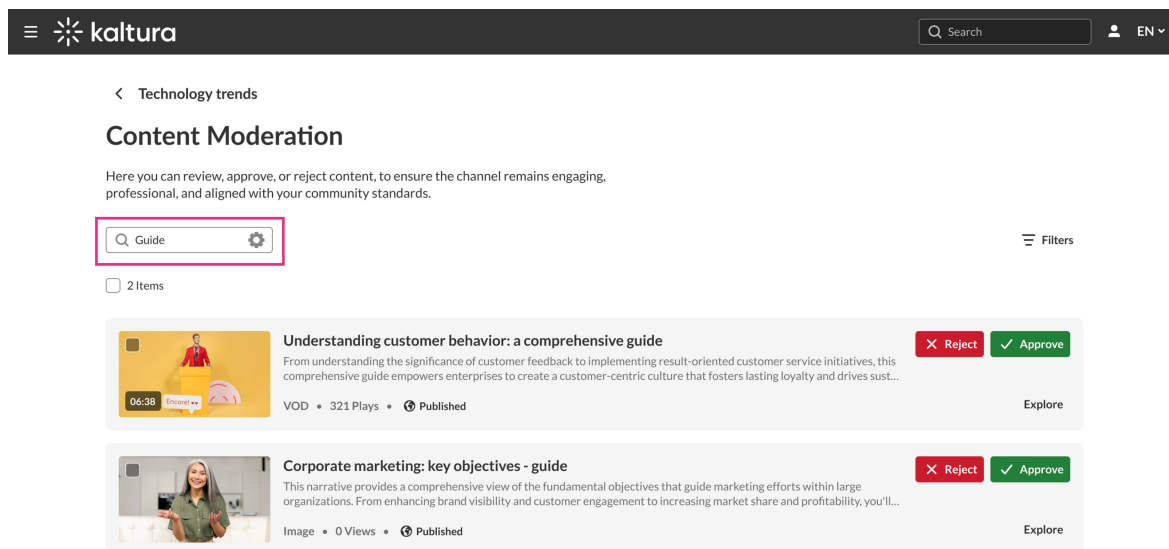 kaltura
Search
EN
Technology trends
Content Moderation
Here you can review, approve, or reject content, to ensure the channel remains engaging,
professional, and aligned with your community standards.
Guide
Filters
2 Items
Understanding customer behavior: a comprehensive guide
Reject
Approve
From understanding the significance of customer feedback to implementing result-oriented customer service initiatives, this
comprehensive guide empowers enterprises to create a customer-centric culture that fosters lasting loyalty and drives sust...
06:38
Encore!
VOD • 321 Plays • Published
Explore
Corporate marketing: key objectives - guide
Reject
Approve
This narrative provides a comprehensive view of the fundamental objectives that guide marketing efforts within large
organizations. From enhancing brand visibility and customer engagement to increasing market share and profitability, you'll...
Image • 0 Views • Published
Explore